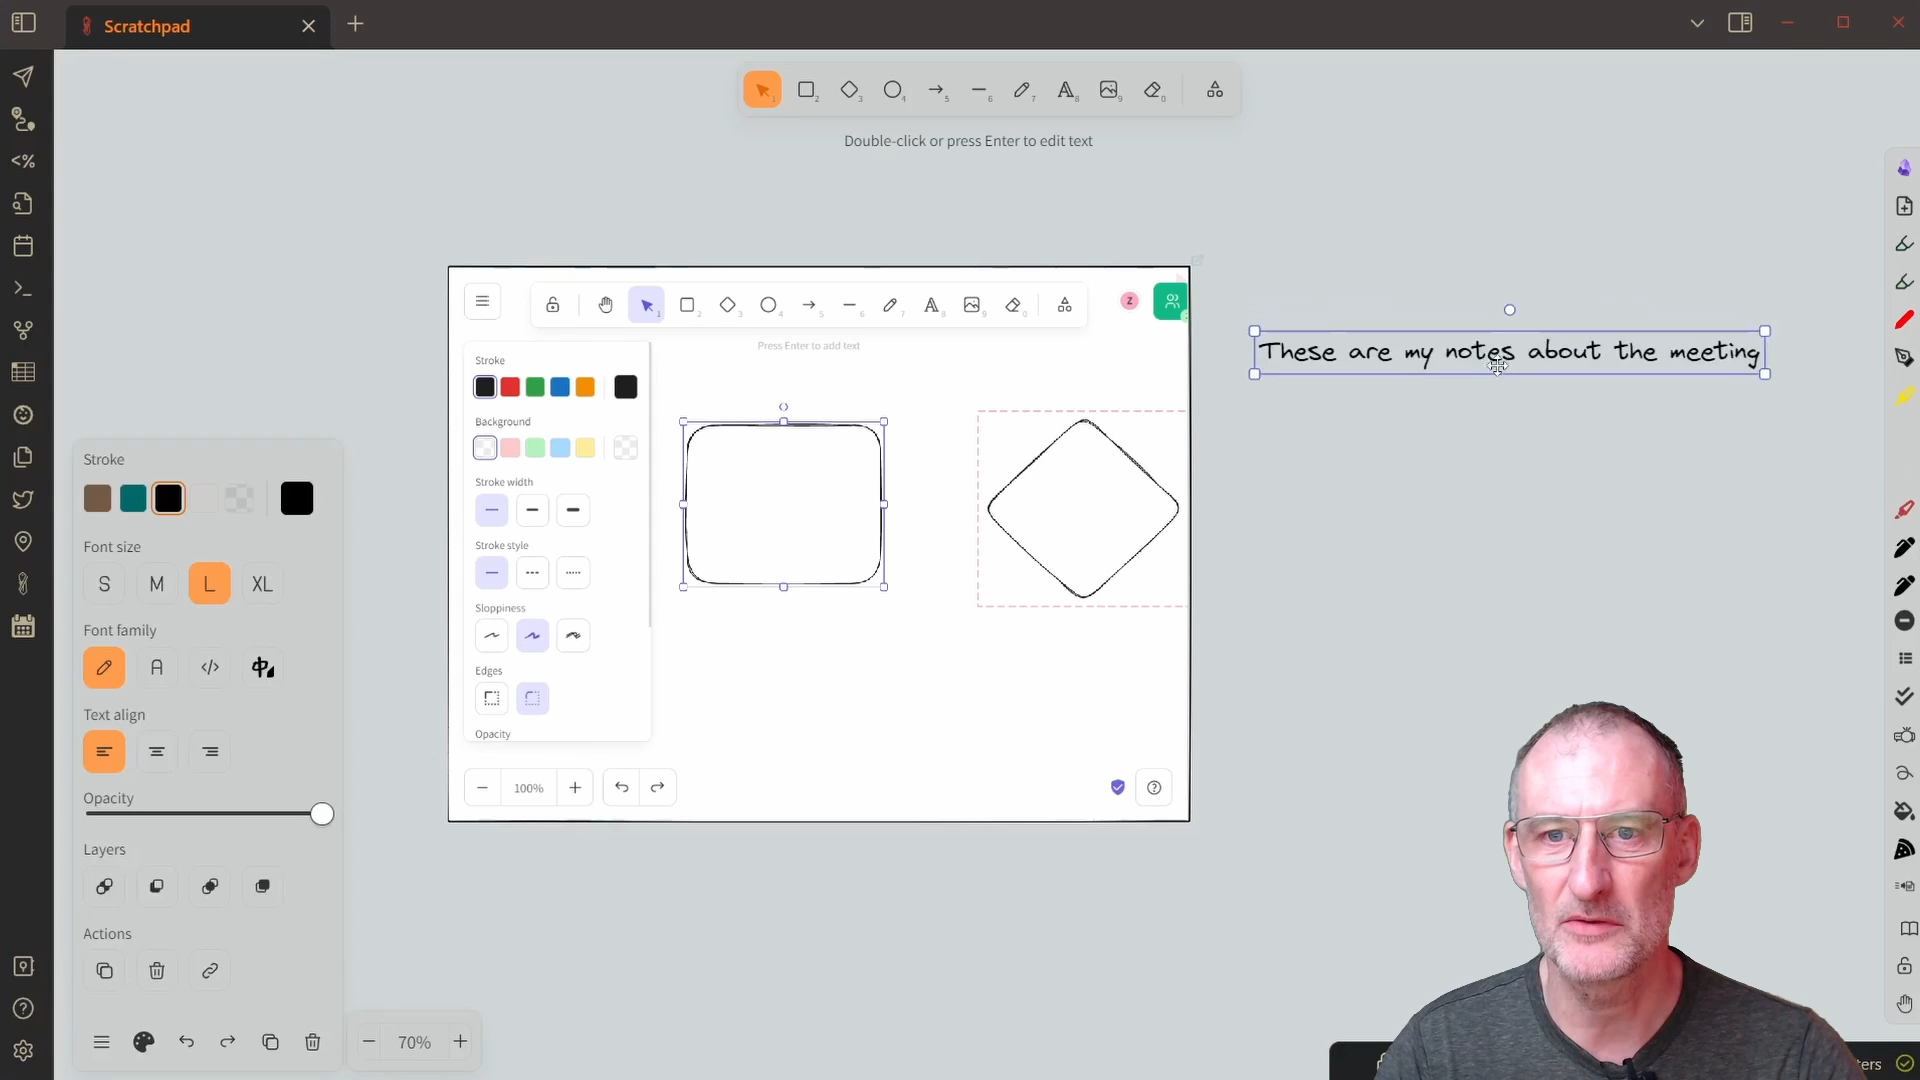 Scratchpad
Double-click or press Enter to edit text
Press Enter to add text
Z
These are my notes about the meeting
Stroke
Background
Stroke width
Stroke style
Sloppiness
Edges
Opacity
100%
Stroke
Font size
S M L XL
Font family
A </>
Text align
Opacity
Layers
Actions
70%